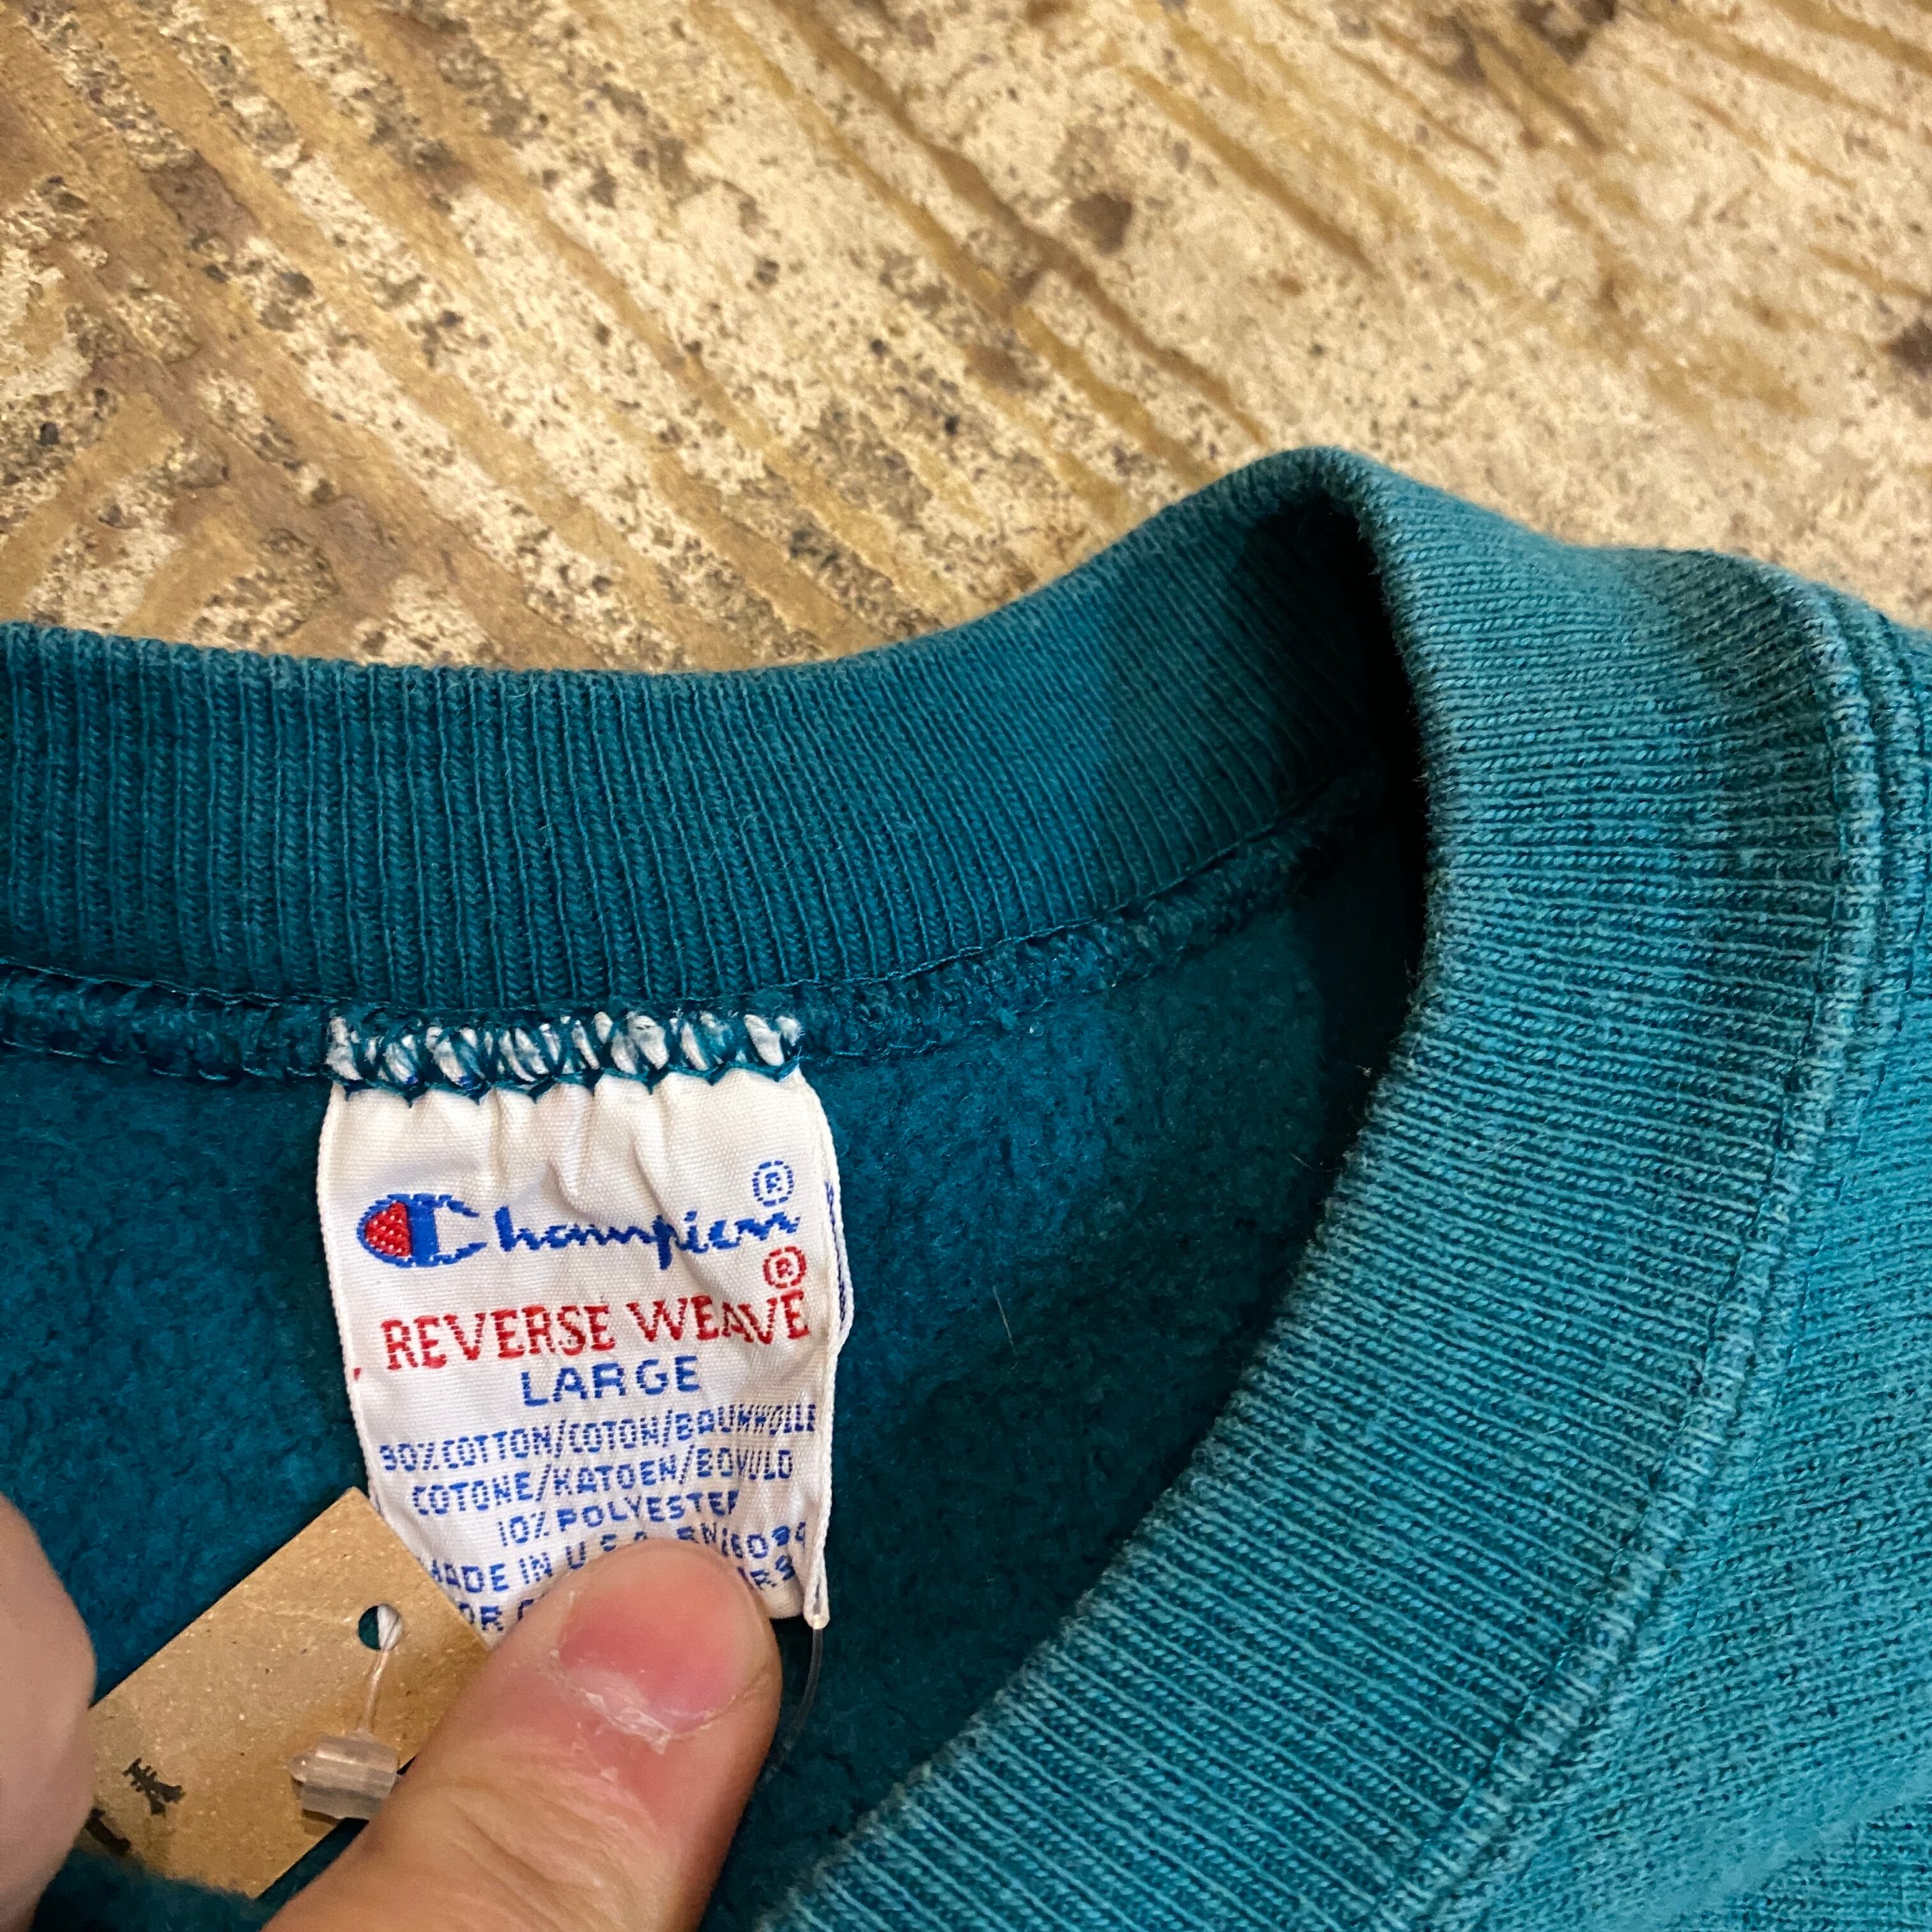 Champion®
®
REVERSE WEAVE
LARGE
90% COTTON/COTON/BAUMWOLLE
COTONE/KATOEN/BOMULD
10% POLYESTER
MADE IN U.S.A.